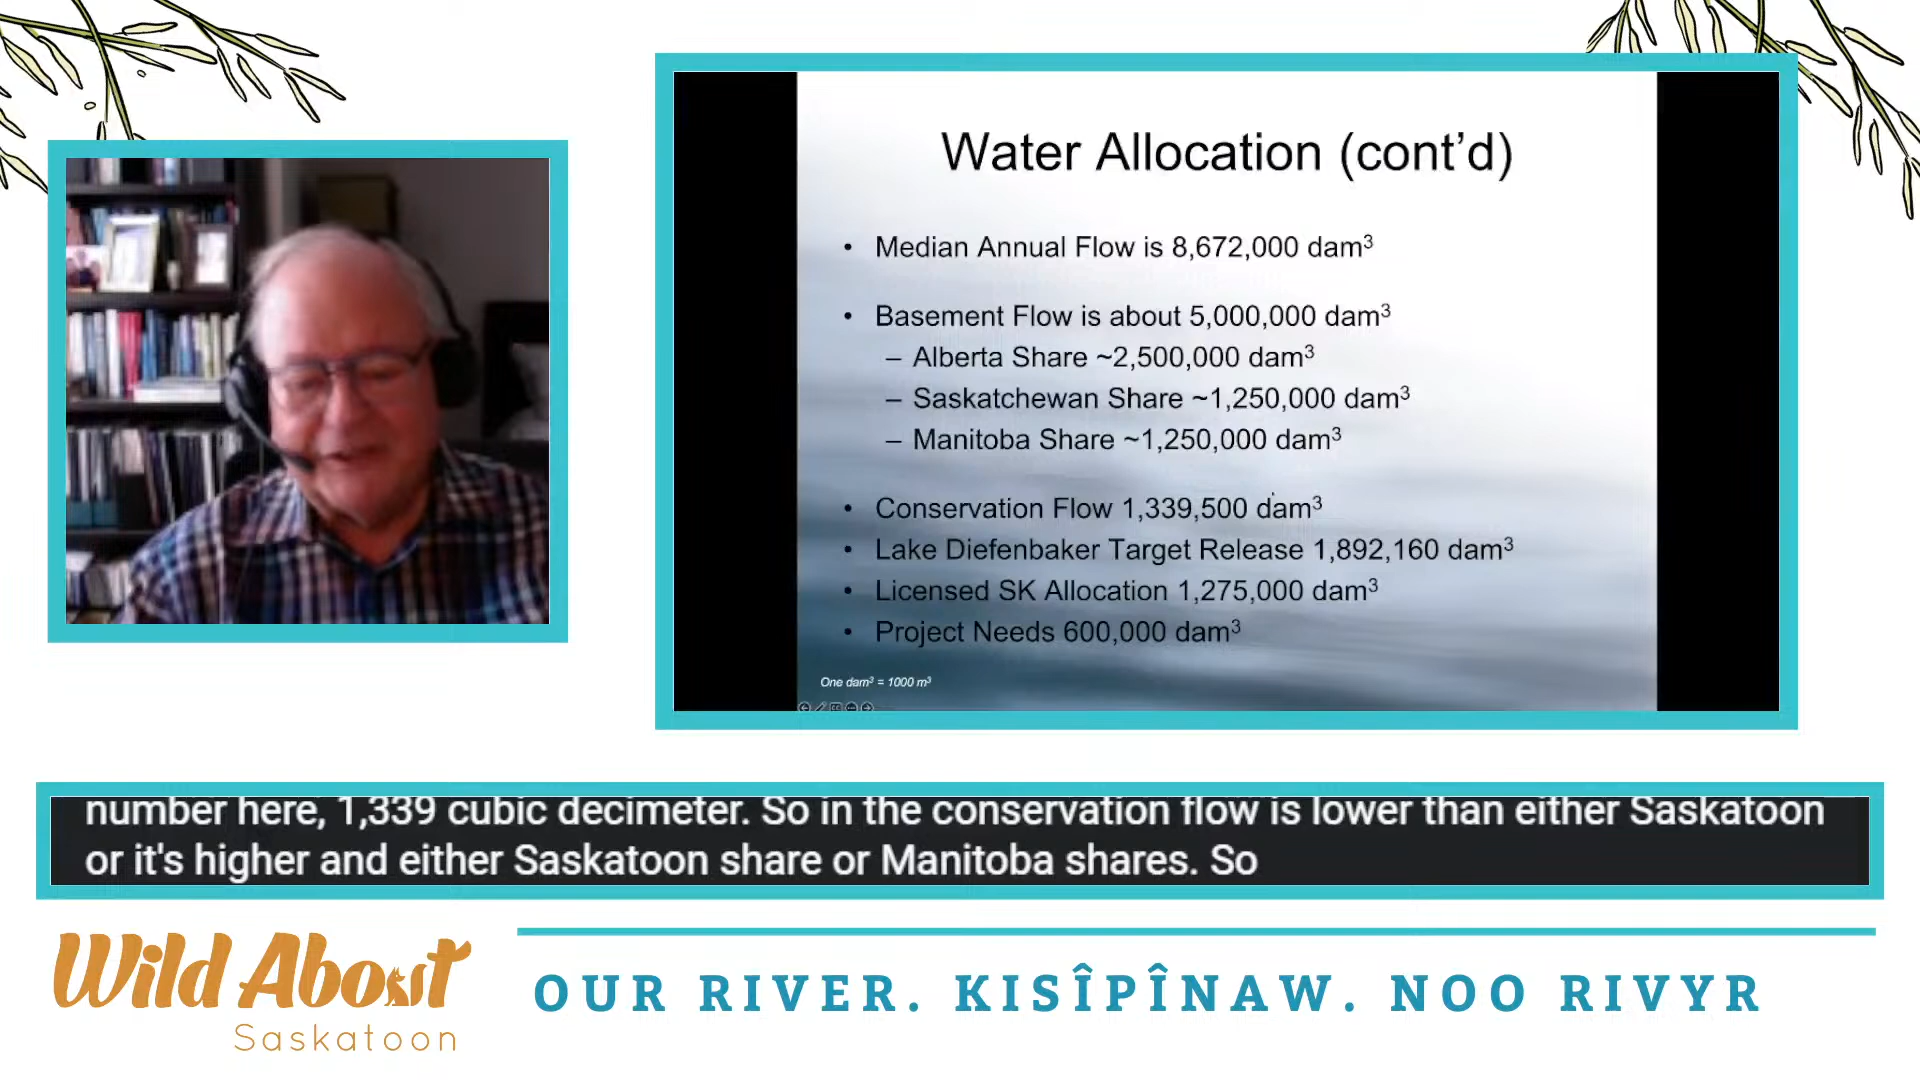 Water Allocation (cont’d)
• Median Annual Flow is 8,672,000 dam³
• Basement Flow is about 5,000,000 dam³
– Alberta Share ~2,500,000 dam³
– Saskatchewan Share ~1,250,000 dam³
– Manitoba Share ~1,250,000 dam³
• Conservation Flow 1,339,500 dam³
• Lake Diefenbaker Target Release 1,892,160 dam³
• Licensed SK Allocation 1,275,000 dam³
• Project Needs 600,000 dam³
One dam³ = 1000 m³
number here, 1,339 cubic decimeter. So in the conservation flow is lower than either Saskatoon
or it's higher and either Saskatoon share or Manitoba shares. So
Wild About
Saskatoon
OUR RIVER. KISÎPÎNAW. NOO RIVYR